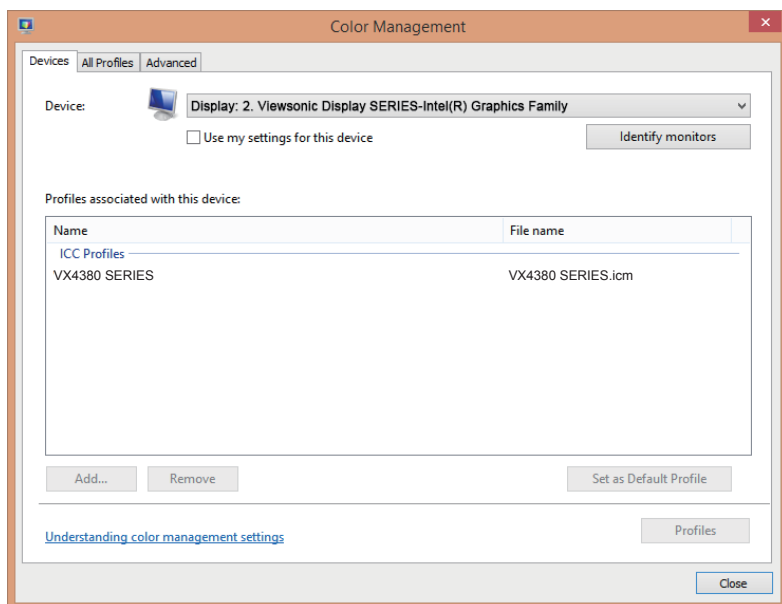 Color Management
Devices All Profiles Advanced
Device: Display: 2. Viewsonic Display SERIES-Intel(R) Graphics Family
Use my settings for this device Identify monitors
Profiles associated with this device:
Name File name
ICC Profiles
VX4380 SERIES VX4380 SERIES.icm
Add... Remove Set as Default Profile
Understanding color management settings Profiles
Close